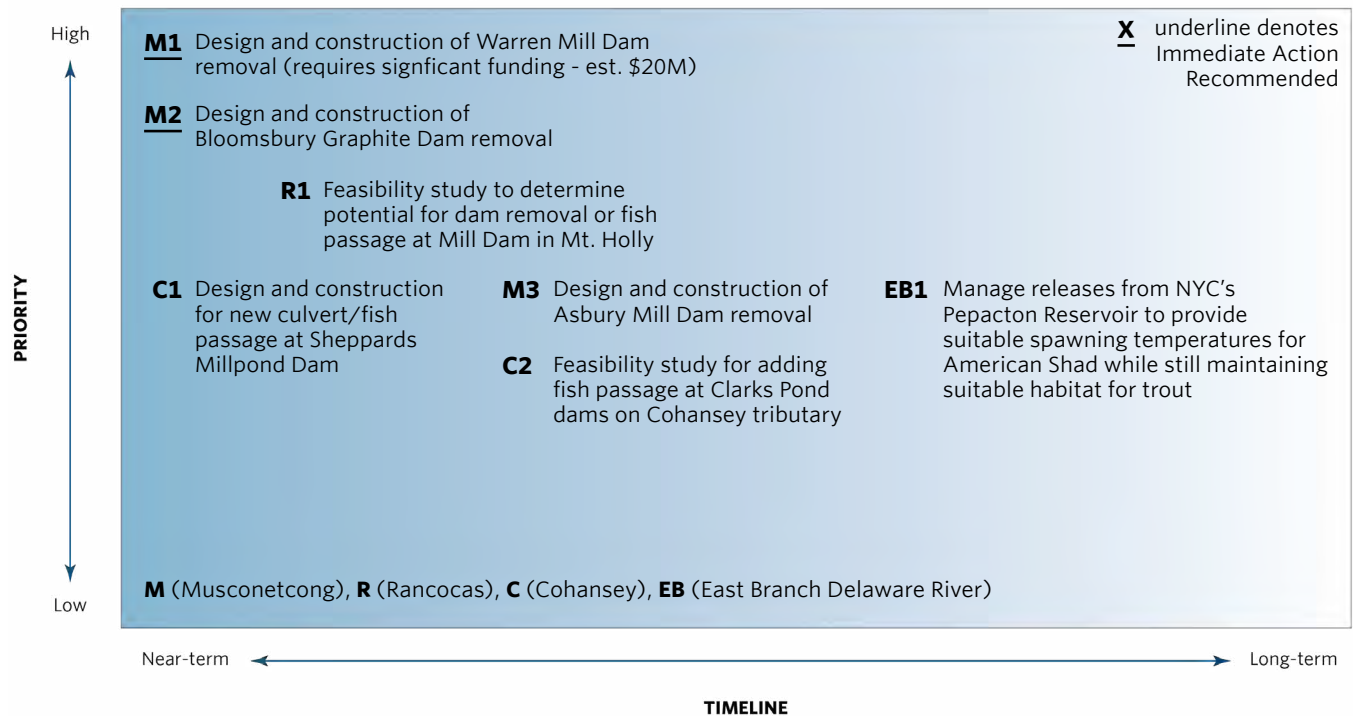 High
PRIORITY
Low
M1 Design and construction of Warren Mill Dam
removal (requires signficant funding - est. $20M)
X underline denotes
Immediate Action
Recommended
M2 Design and construction of
Bloomsbury Graphite Dam removal
R1 Feasibility study to determine
potential for dam removal or fish
passage at Mill Dam in Mt. Holly
C1 Design and construction
for new culvert/fish
passage at Sheppards
Millpond Dam
M3 Design and construction of
Asbury Mill Dam removal
C2 Feasibility study for adding
fish passage at Clarks Pond
dams on Cohansey tributary
EB1 Manage releases from NYC's
Pepacton Reservoir to provide
suitable spawning temperatures for
American Shad while still maintaining
suitable habitat for trout
M (Musconetcong), R (Rancocas), C (Cohansey), EB (East Branch Delaware River)
Near-term
Long-term
TIMELINE